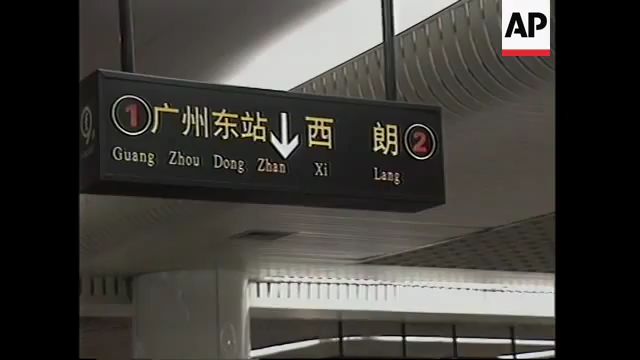 AP
1 广州东站 ↓ 西 朗 2
Guang Zhou Dong Zhan Xi Lang